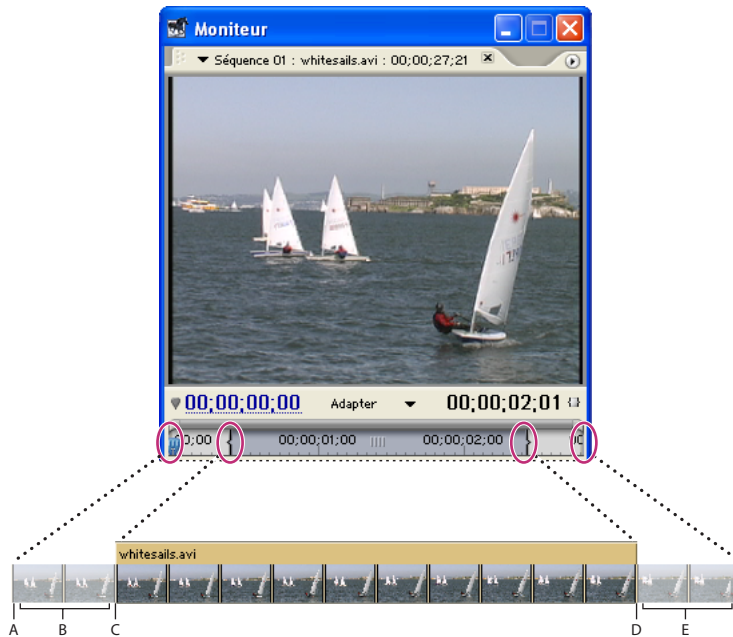 Moniteur
Séquence 01 : whitesails.avi : 00;00;27;21
00;00;00;00 Adapter 00;00;02;01
00;00;01;00 00;00;02;00
whitesails.avi
A B C D E